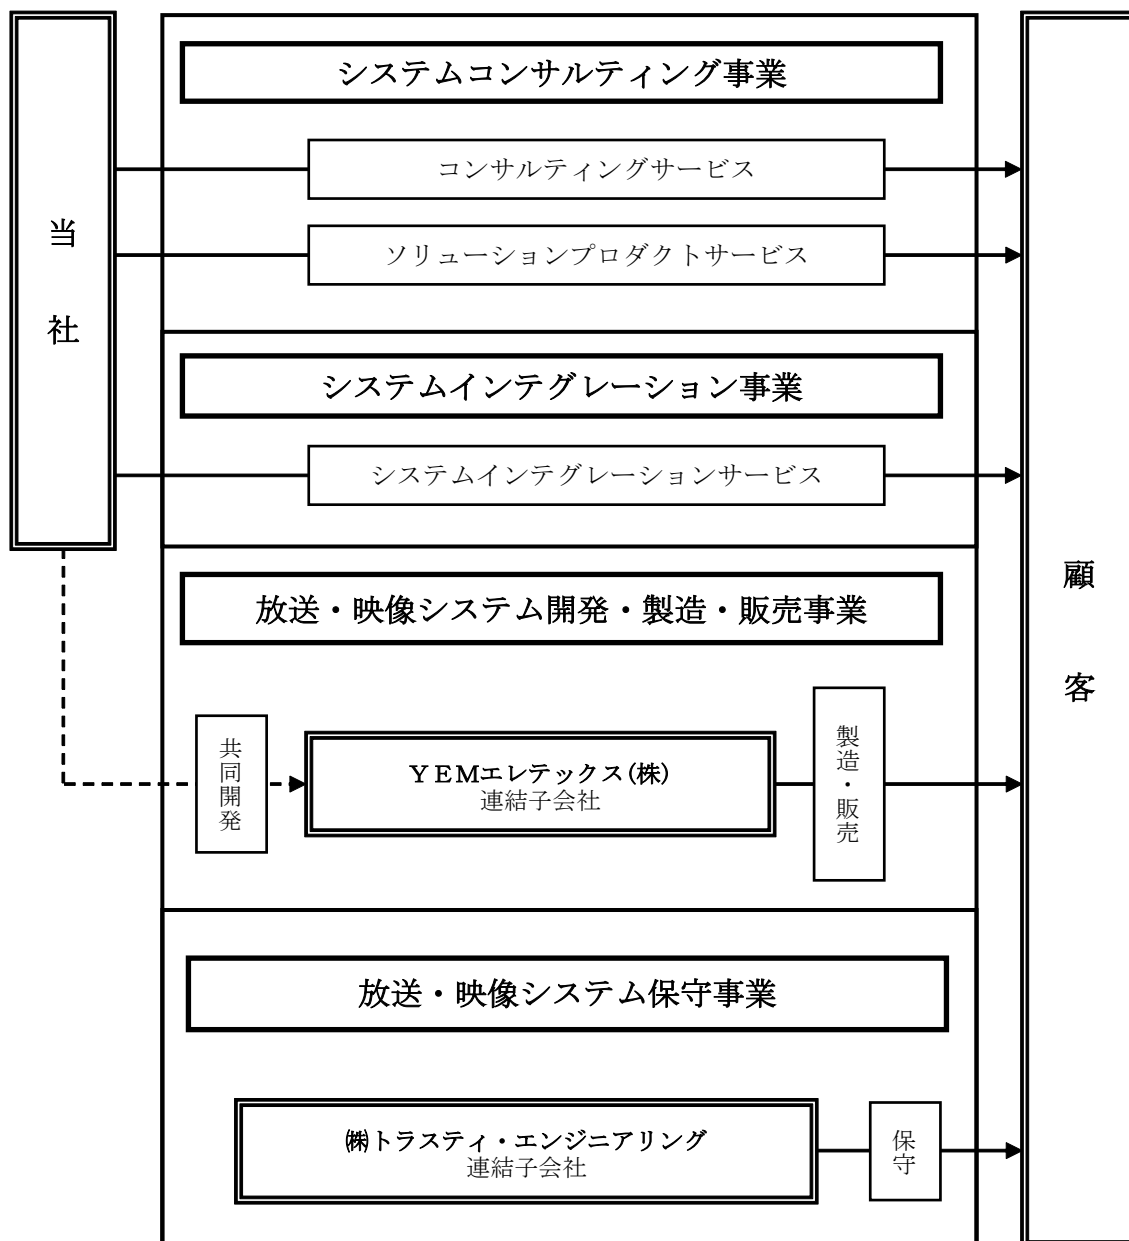 当社
システムコンサルティング事業
コンサルティングサービス
ソリューションプロダクトサービス
システムインテグレーション事業
システムインテグレーションサービス
放送・映像システム開発・製造・販売事業
共同開発
ＹＥＭエレテックス(株)
連結子会社
製造・販売
放送・映像システム保守事業
㈱トラスティ・エンジニアリング
連結子会社
保守
顧客